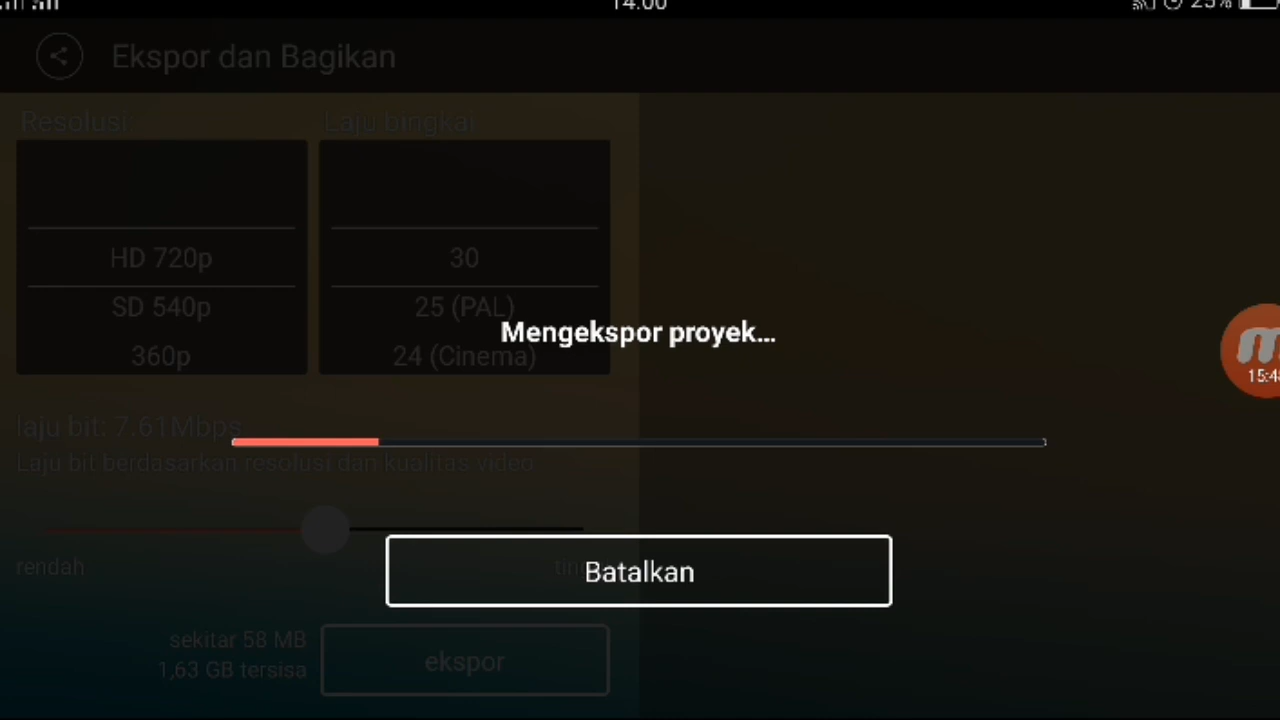 14.00
25%
Ekspor dan Bagikan
Resolusi:
Laju bingkai
HD 720p
30
SD 540p
25 (PAL)
360p
24 (Cinema)
Mengekspor proyek...
laju bit: 7.61Mbps
Laju bit berdasarkan resolusi dan kualitas video
rendah
Batalkan
sekitar 58 MB
1,63 GB tersisa
ekspor